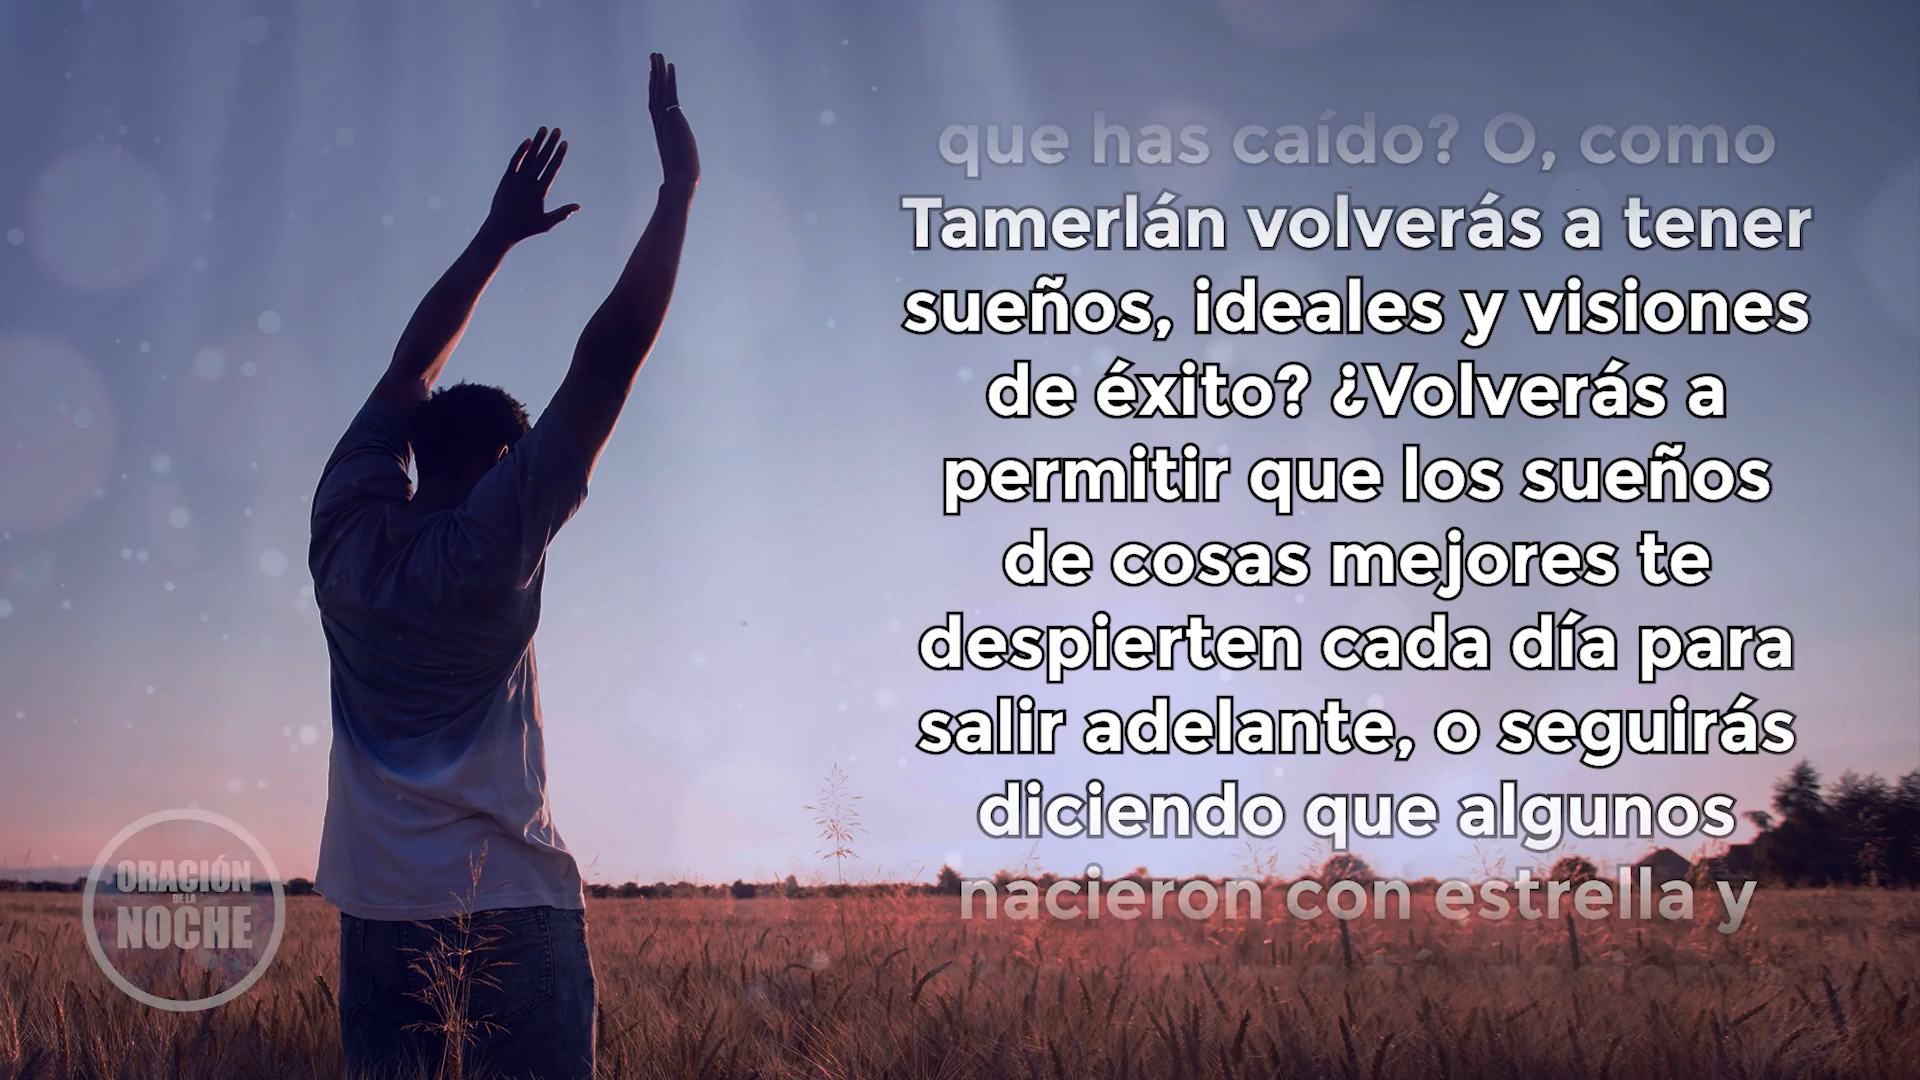 que has caído? O, como
Tamerlán volverás a tener
sueños, ideales y visiones
de éxito? ¿Volverás a
permitir que los sueños
de cosas mejores te
despierten cada día para
salir adelante, o seguirás
diciendo que algunos
nacieron con estrella y
ORACIÓN
DE LA
NOCHE